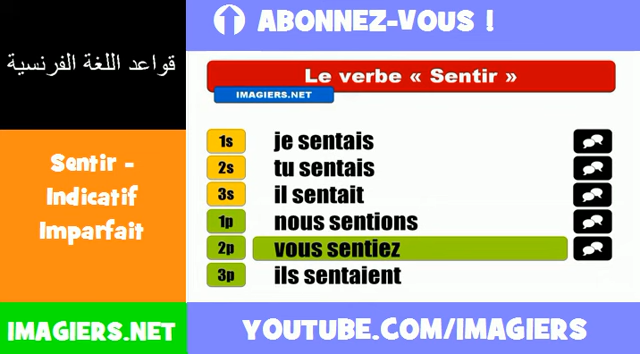 ABONNEZ-VOUS !
قواعد اللغة الفرنسية
Le verbe « Sentir »
IMAGIERS.NET
Sentir -
Indicatif
Imparfait
1s je sentais
2s tu sentais
3s il sentait
1p nous sentions
2p vous sentiez
3p ils sentaient
IMAGIERS.NET
YOUTUBE.COM/IMAGIERS